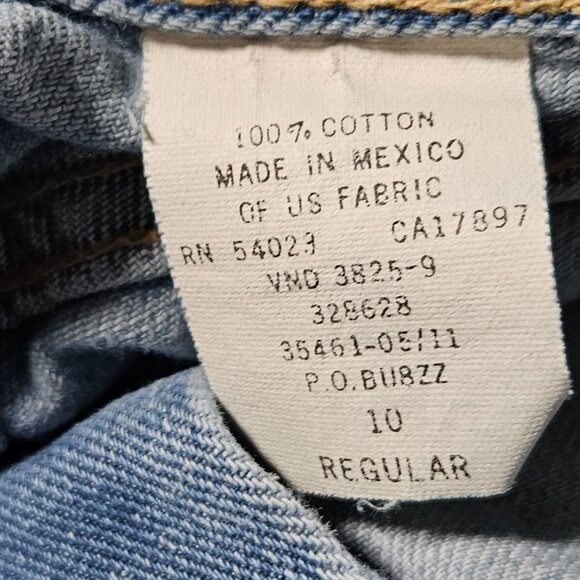 100% COTTON
MADE IN MEXICO
OF US FABRIC
RN 54023 CA17897
VND 3825-9
328628
35461-05/11
P.O.BU8ZZ
10
REGULAR